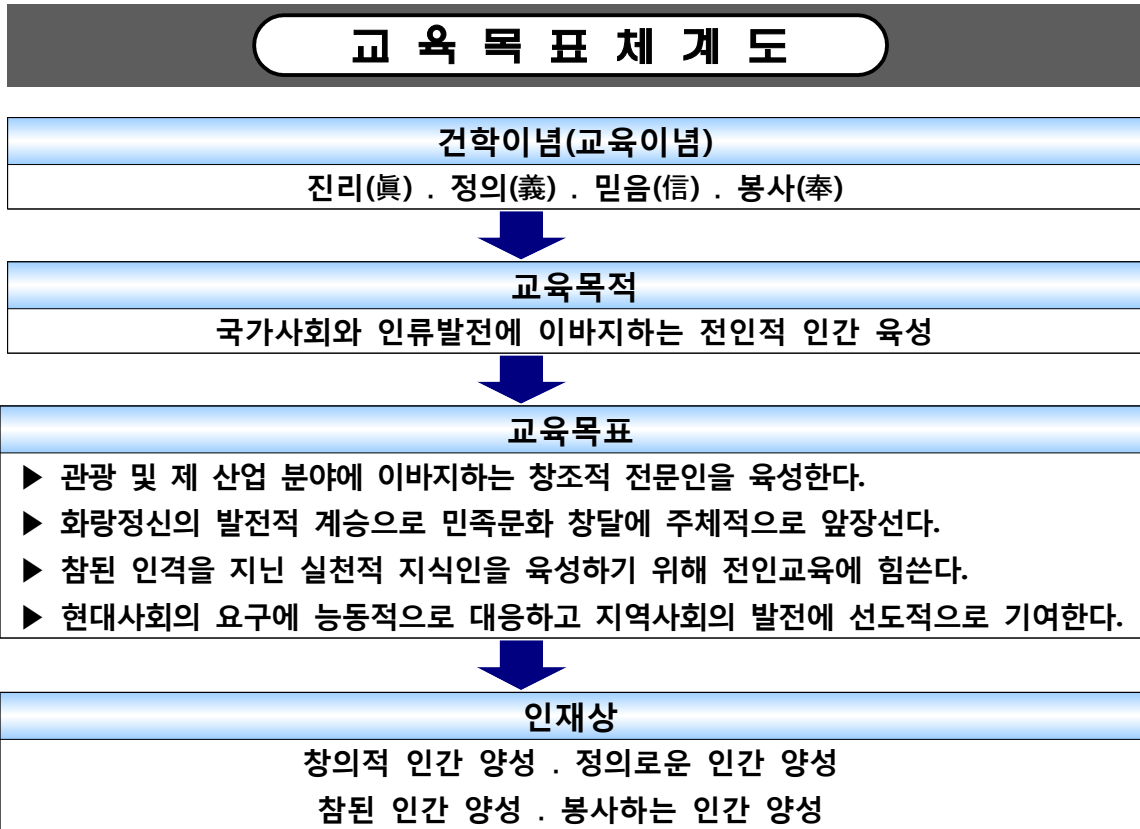 교 육 목 표 체 계 도
건학이념(교육이념)
진리(眞) . 정의(義) . 믿음(信) . 봉사(奉)
교육목적
국가사회와 인류발전에 이바지하는 전인적 인간 육성
교육목표
▶ 관광 및 제 산업 분야에 이바지하는 창조적 전문인을 육성한다.
▶ 화랑정신의 발전적 계승으로 민족문화 창달에 주체적으로 앞장선다.
▶ 참된 인격을 지닌 실천적 지식인을 육성하기 위해 전인교육에 힘쓴다.
▶ 현대사회의 요구에 능동적으로 대응하고 지역사회의 발전에 선도적으로 기여한다.
인재상
창의적 인간 양성 . 정의로운 인간 양성
참된 인간 양성 . 봉사하는 인간 양성